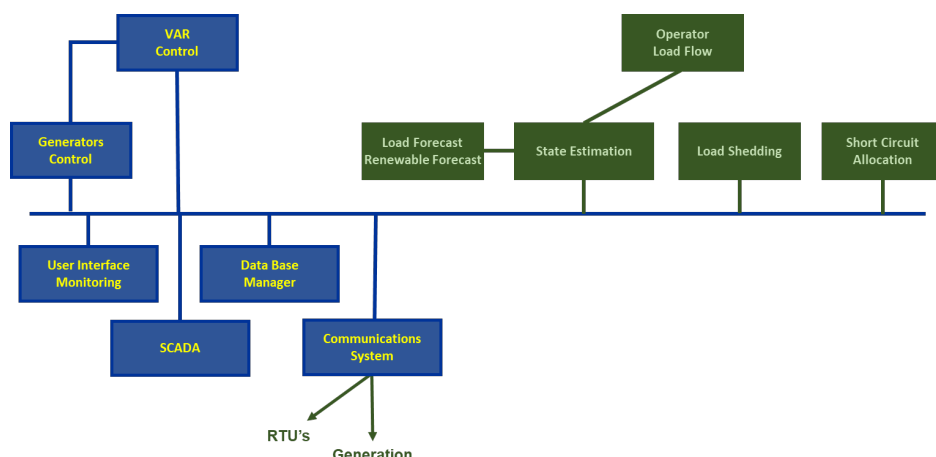 VAR
Control
Operator
Load Flow
Generators
Control
Load Forecast
Renewable Forecast
State Estimation
Load Shedding
Short Circuit
Allocation
User Interface
Monitoring
Data Base
Manager
SCADA
Communications
System
RTU's
Generation